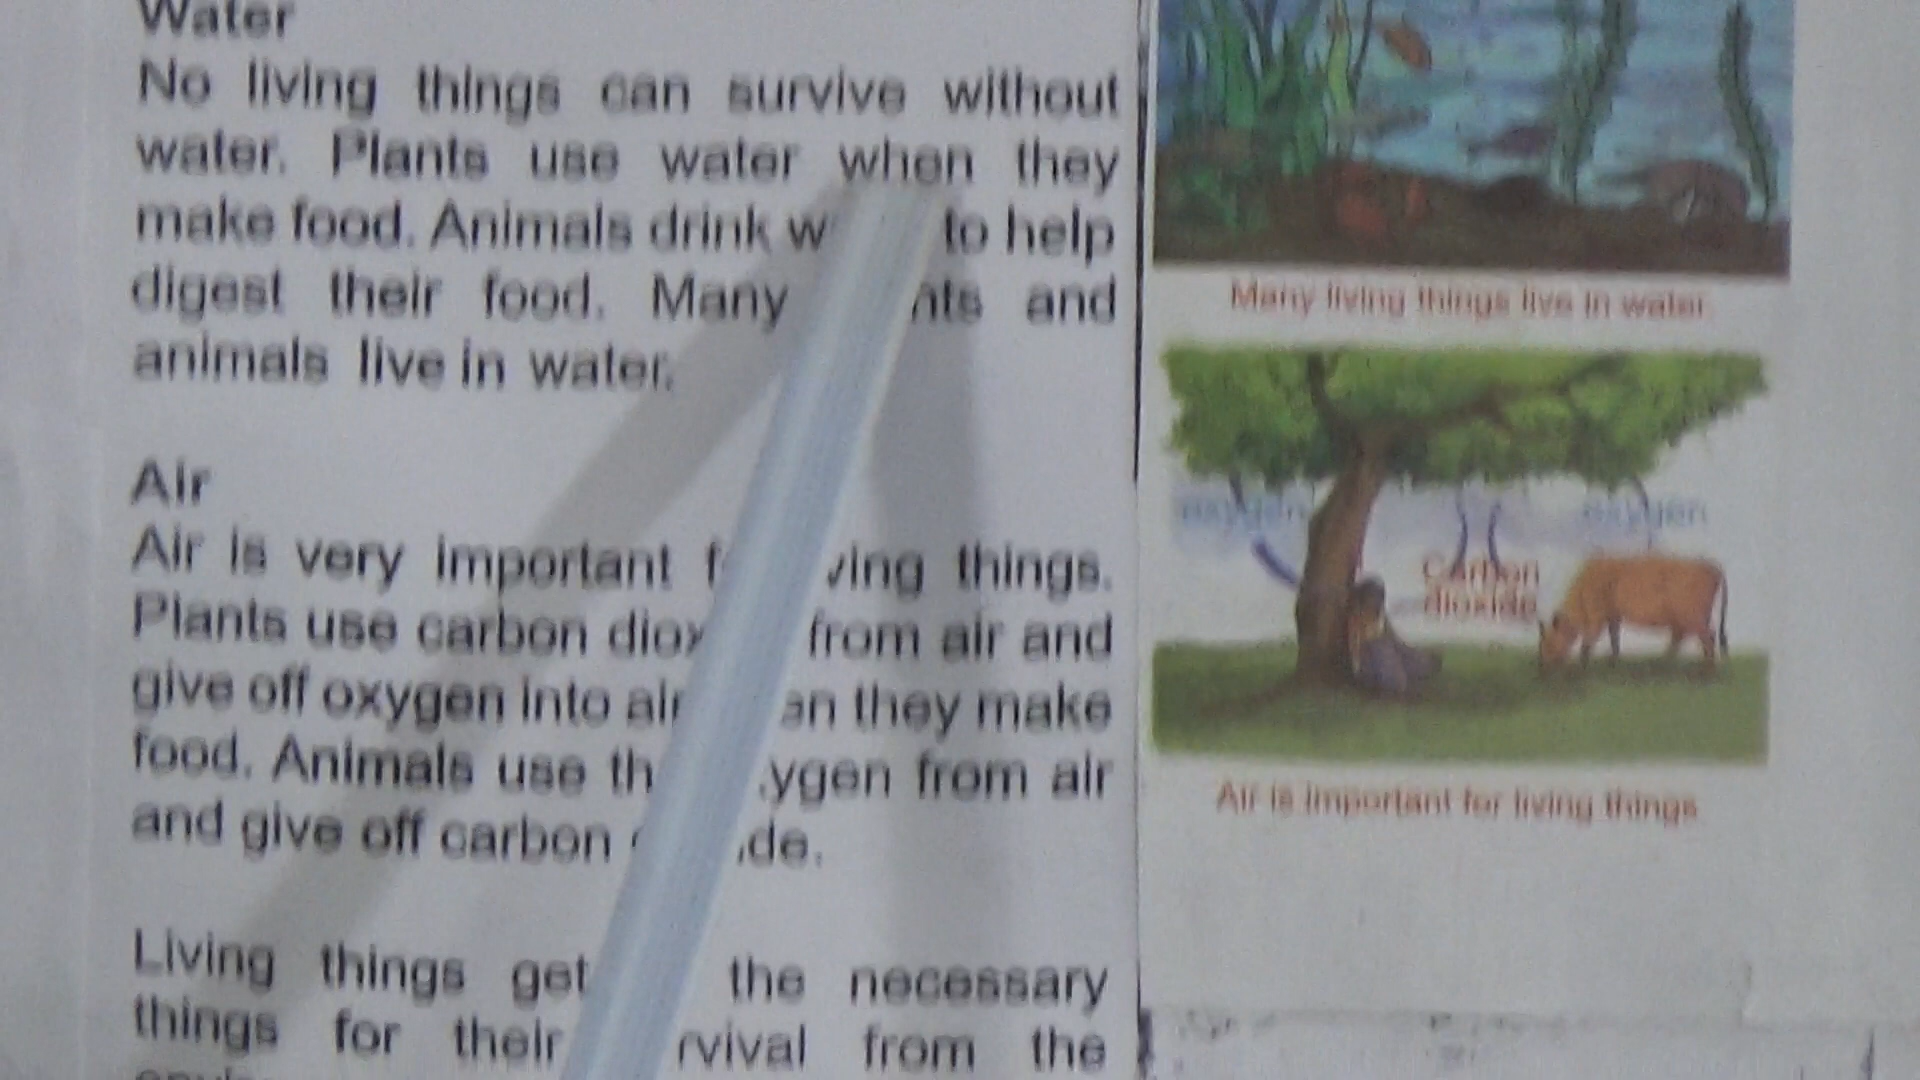 Water
No living things can survive without
water. Plants use water when they
make food. Animals drink to help
digest their food. Many and
animals live in water.
Air
Air is very important things.
Plants use carbon from air and
give off oxygen into air they make
food. Animals use from air
and give off carbon
Living things get the necessary
things for their from the
Many living things live in water.
oxygen oxygen
Carbon
dioxide
Air is important for living things